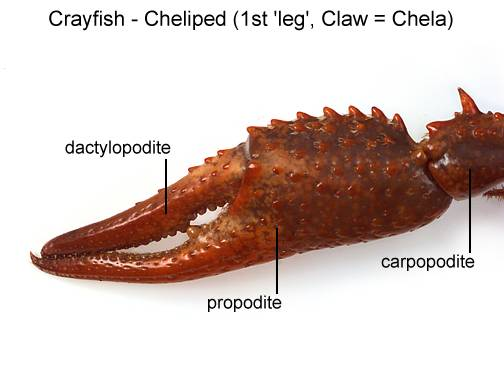 Crayfish - Cheliped (1st 'leg', Claw = Chela)
dactylopodite
carpopodite
propodite